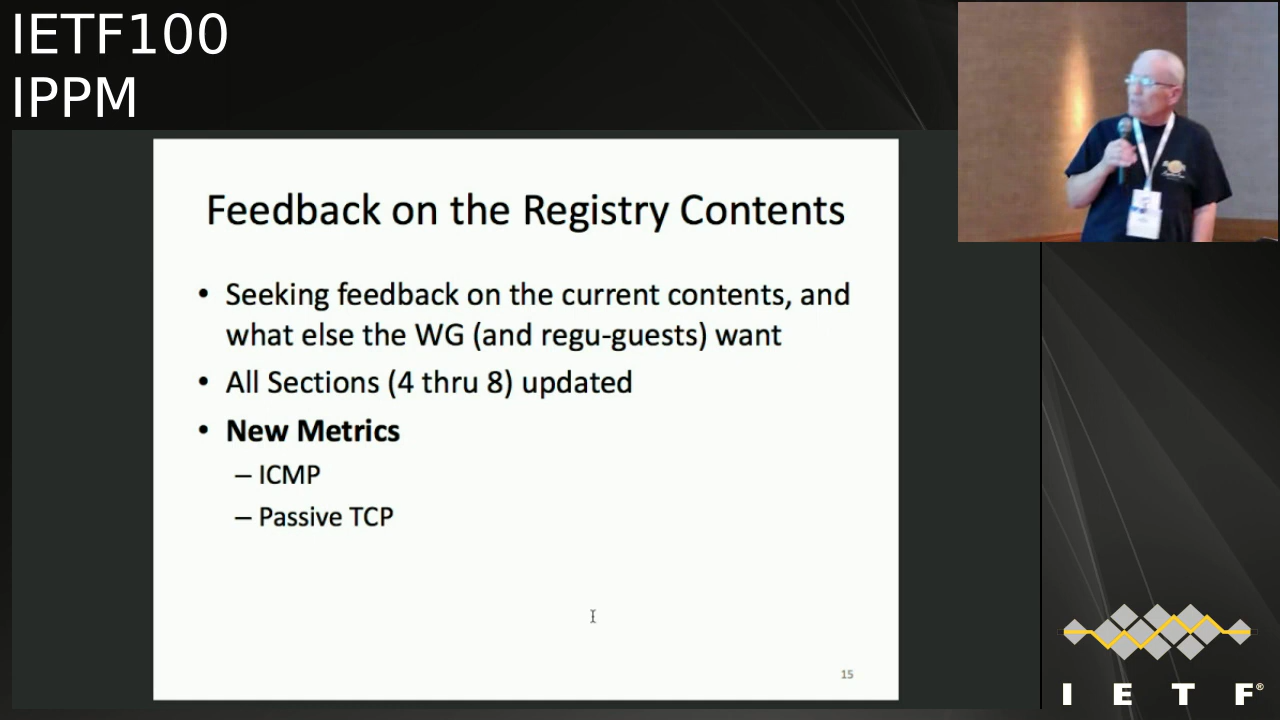 IETF100
IPPM
Feedback on the Registry Contents
• Seeking feedback on the current contents, and
what else the WG (and regu-guests) want
• All Sections (4 thru 8) updated
• New Metrics
– ICMP
– Passive TCP
15
I E T F®